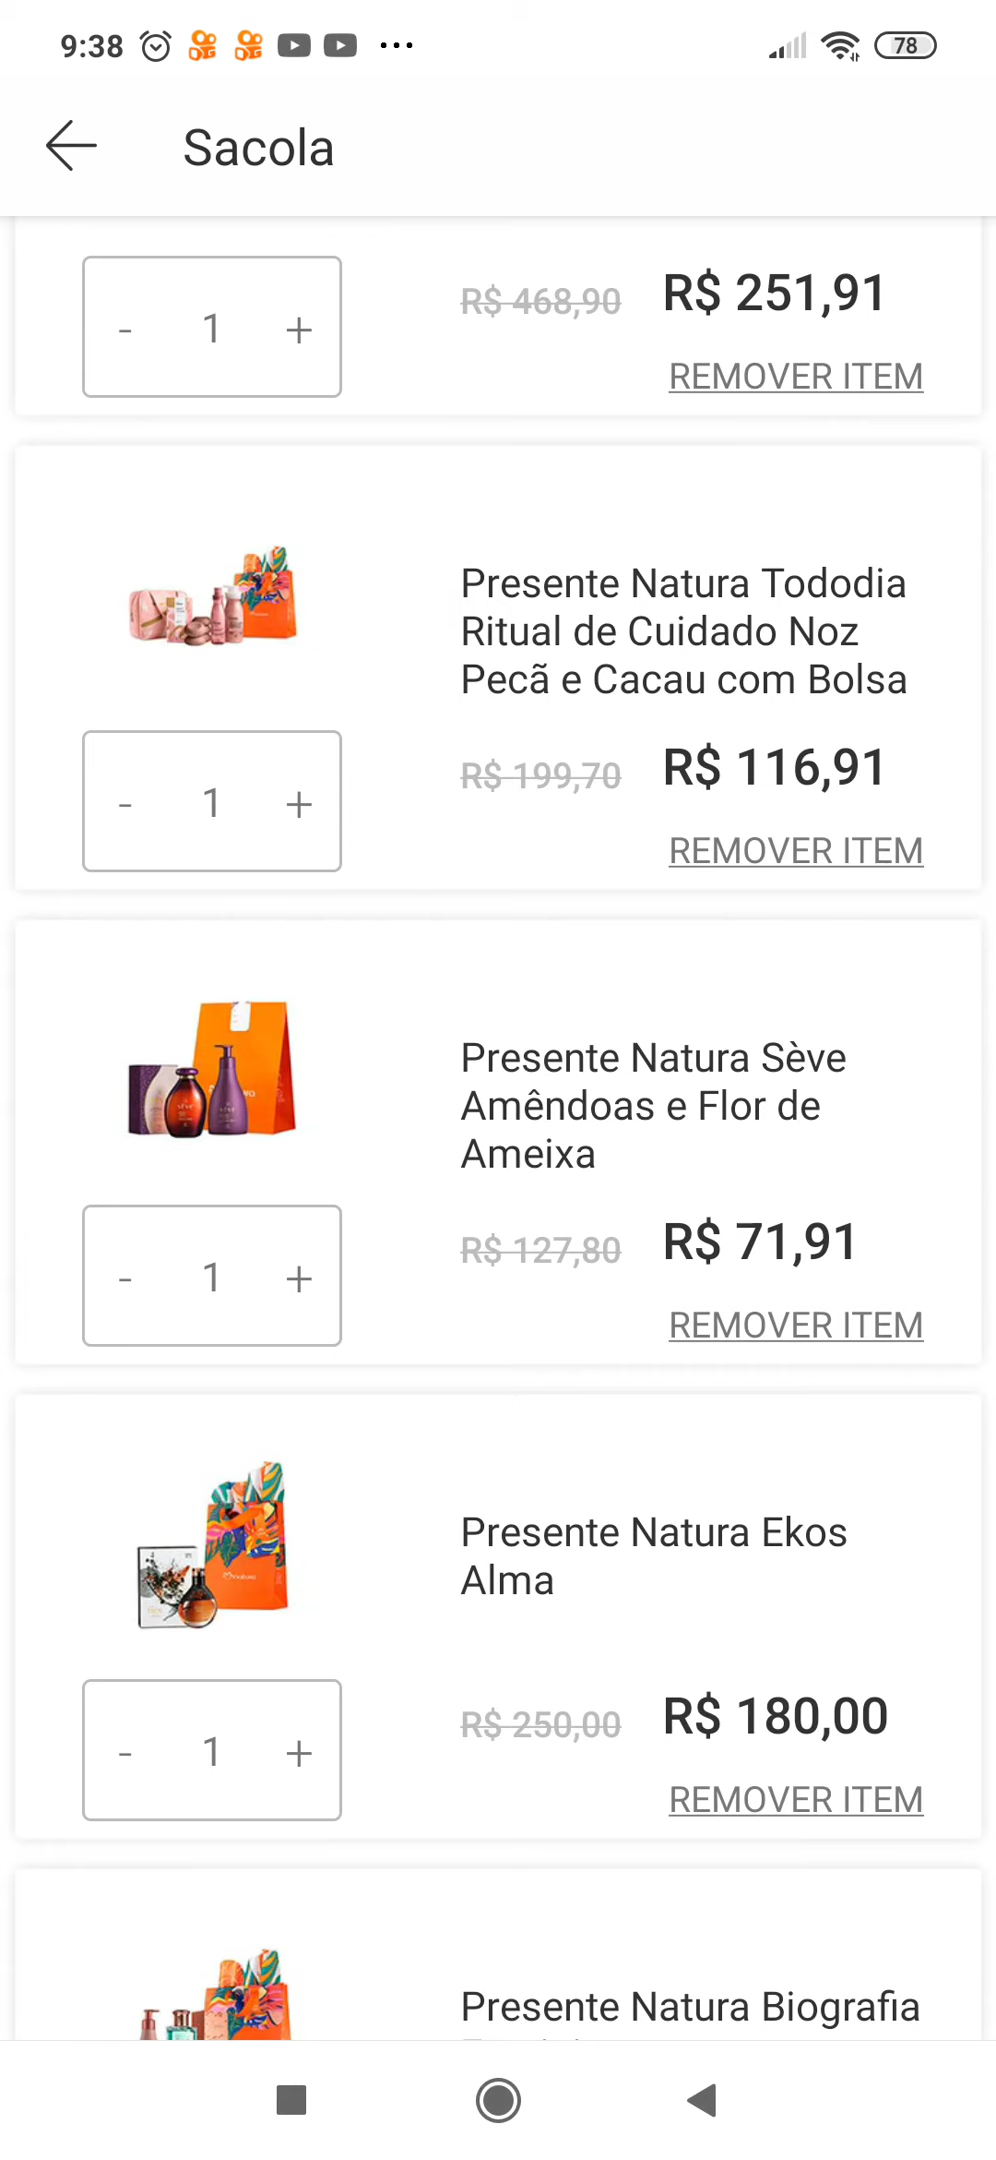 9:38 ... 78
Sacola
- 1 + R$ 468,90 R$ 251,91
REMOVER ITEM
Presente Natura Tododia
Ritual de Cuidado Noz
Pecã e Cacau com Bolsa
- 1 + R$ 199,70 R$ 116,91
REMOVER ITEM
Presente Natura Sève
Amêndoas e Flor de
Ameixa
- 1 + R$ 127,80 R$ 71,91
REMOVER ITEM
Presente Natura Ekos
Alma
- 1 + R$ 250,00 R$ 180,00
REMOVER ITEM
Presente Natura Biografia